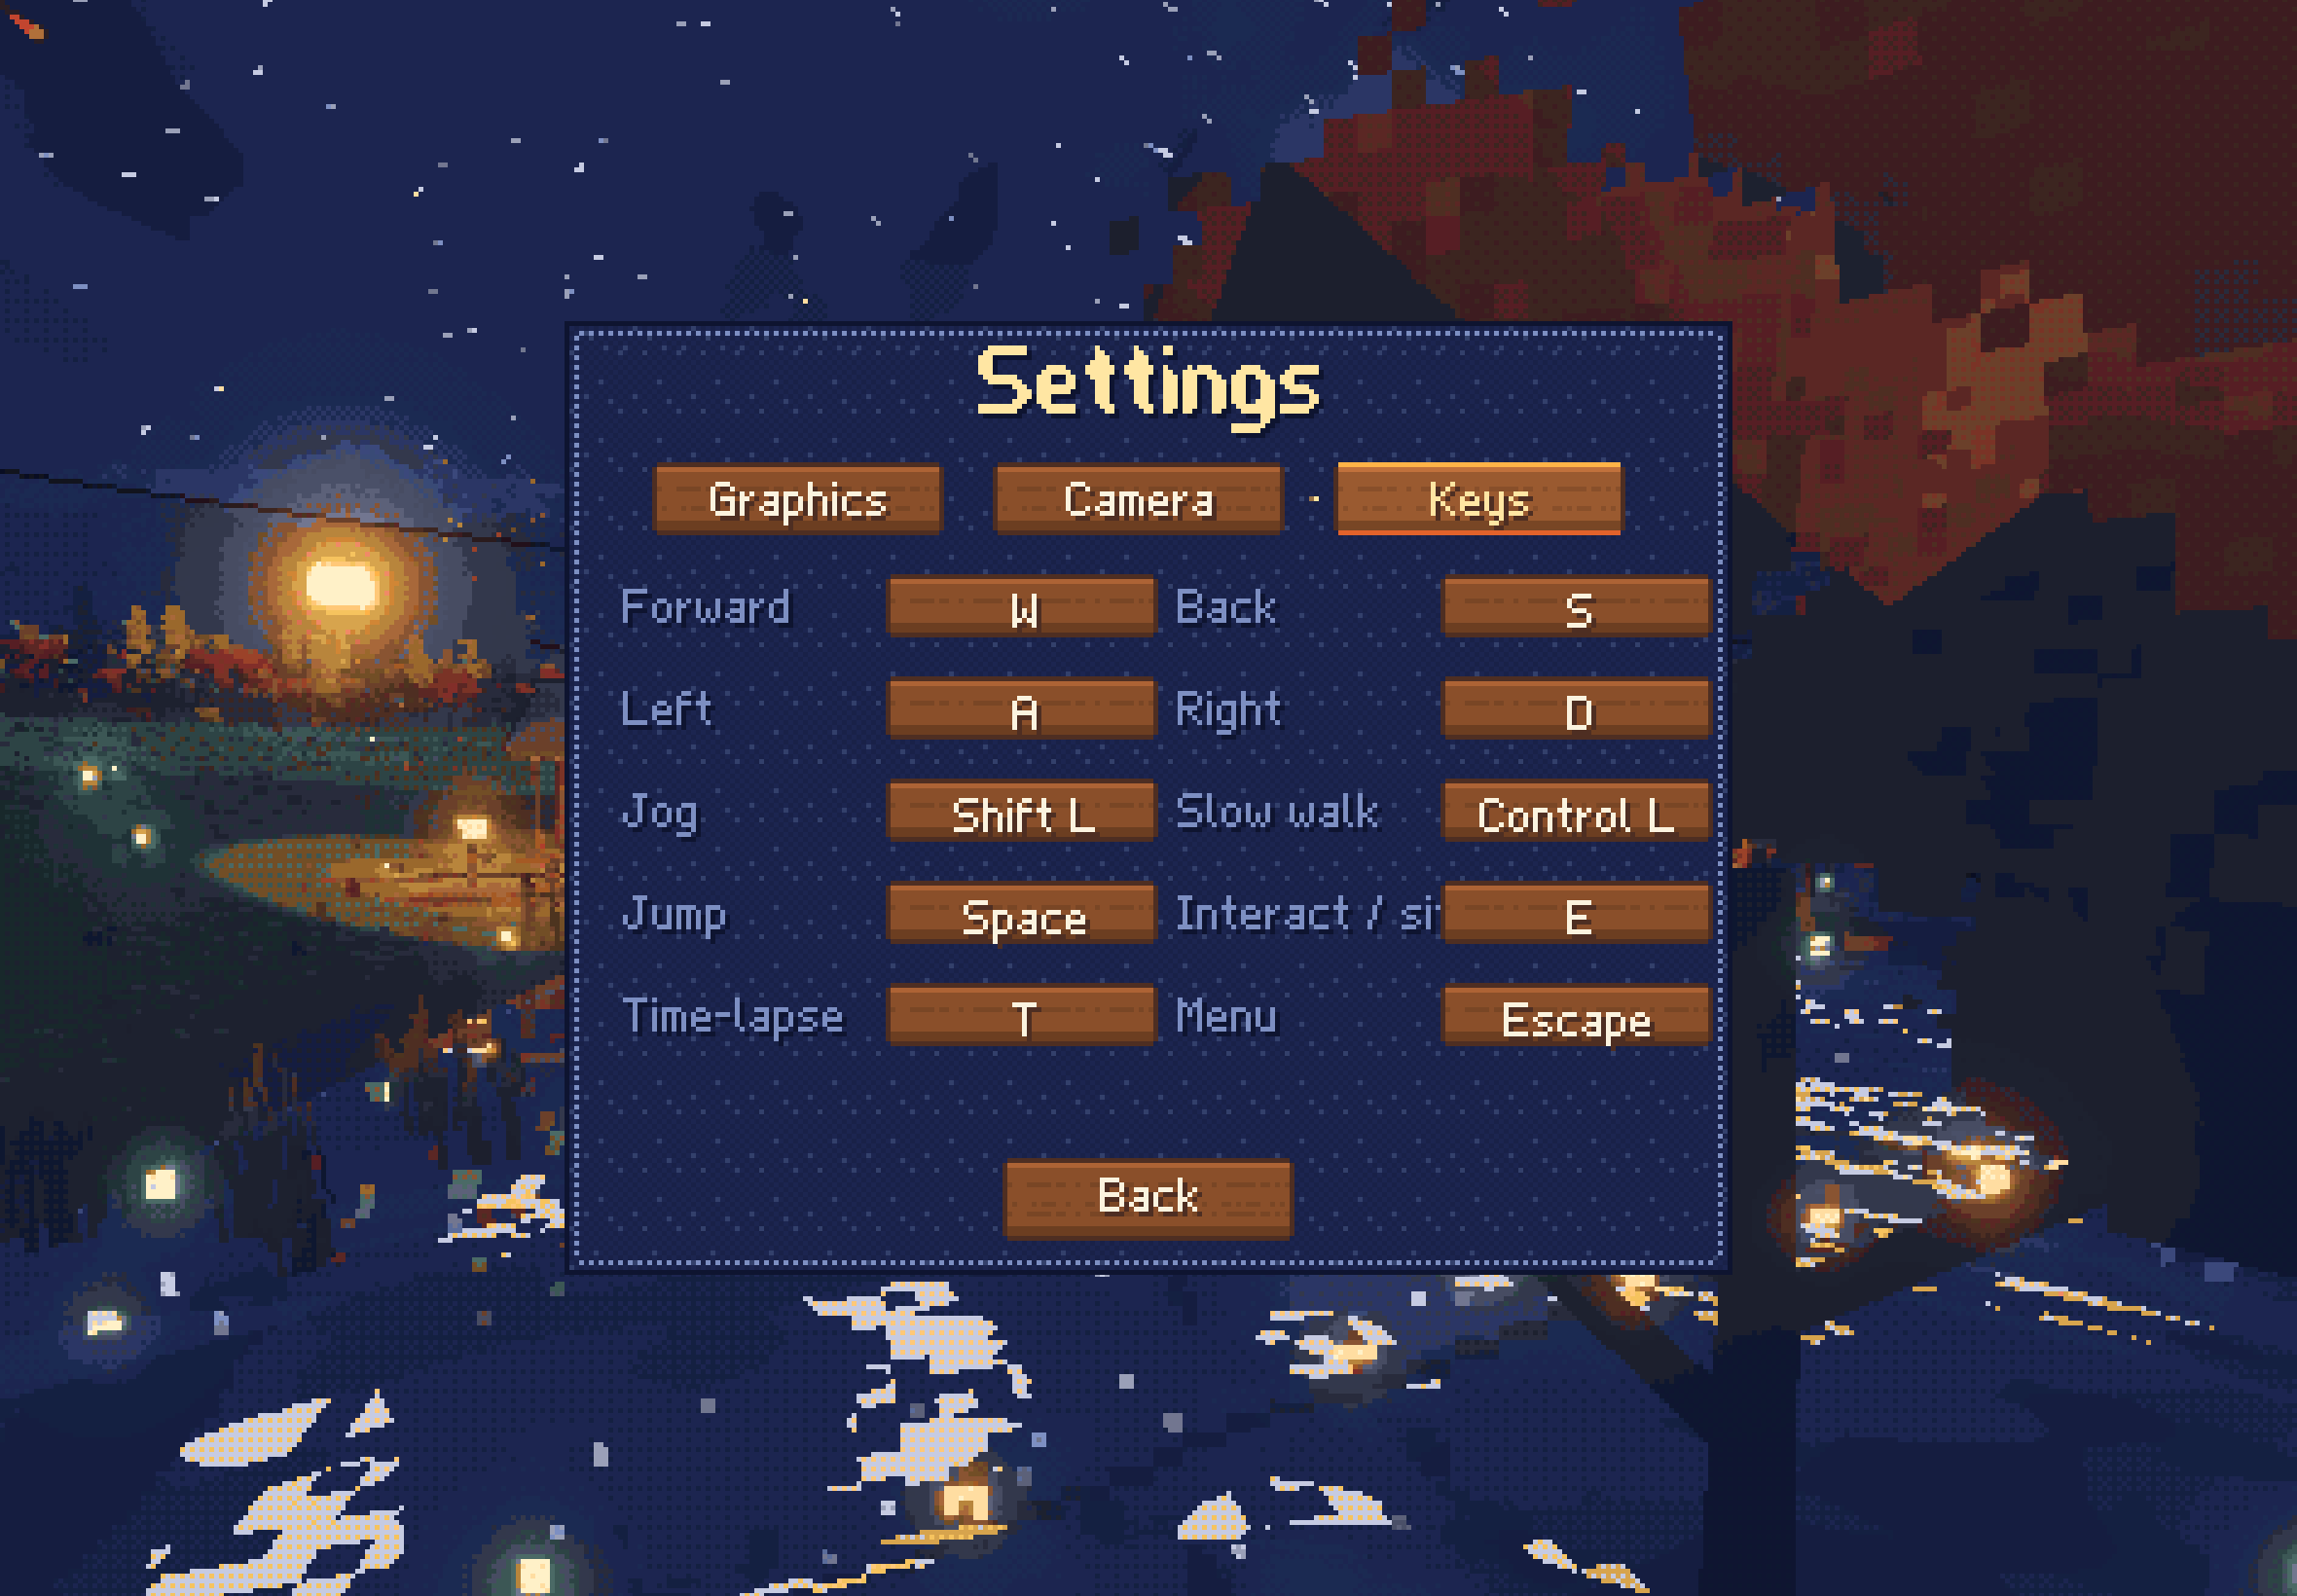 Settings
Graphics Camera Keys
Forward W Back S
Left A Right D
Jog Shift L Slow walk Control L
Jump Space Interact / si E
Time-lapse T Menu Escape
Back